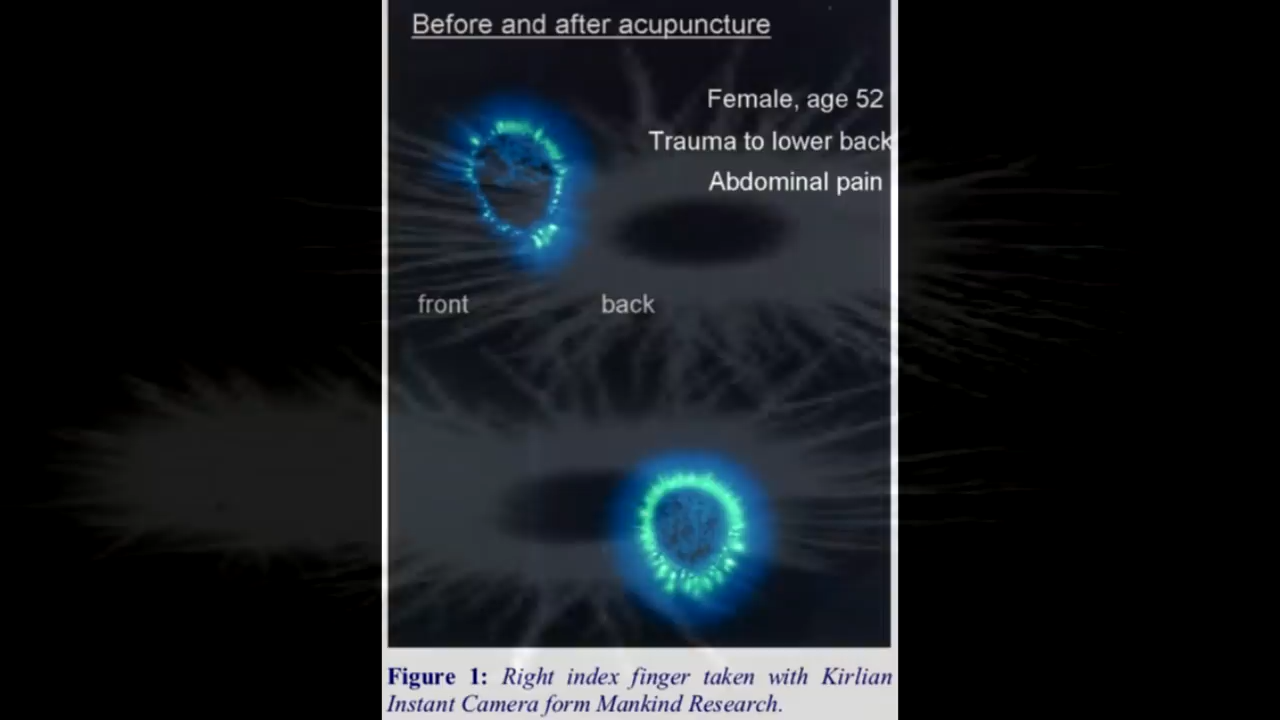 Before and after acupuncture
Female, age 52
Trauma to lower back
Abdominal pain
front back
Figure 1: Right index finger taken with Kirlian
Instant Camera form Mankind Research.